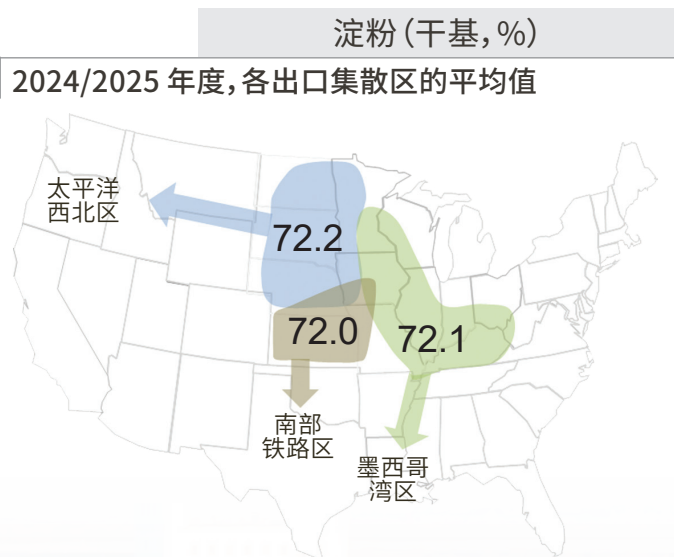 淀粉（干基，%）
2024/2025 年度，各出口集散区的平均值
太平洋
西北区
72.2
72.0
72.1
南部
铁路区
墨西哥
湾区